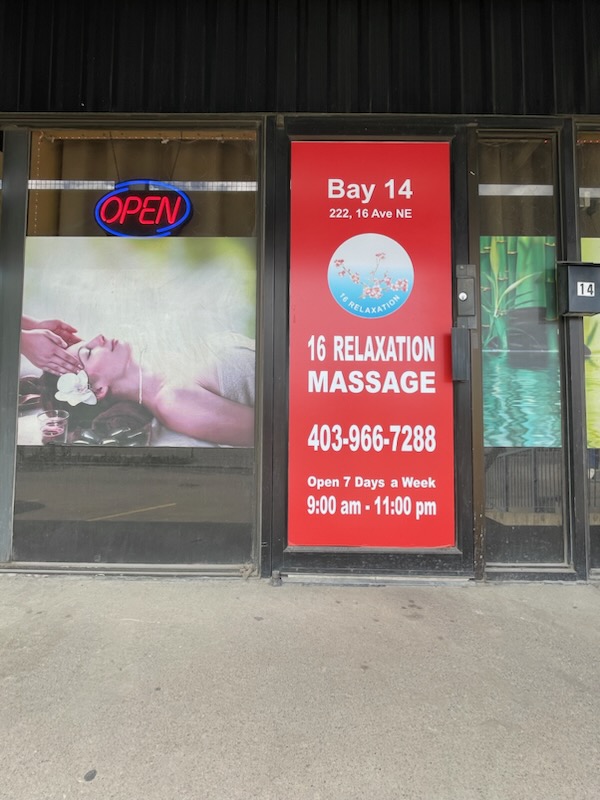 OPEN
Bay 14
222, 16 Ave NE
16 RELAXATION
16 RELAXATION
MASSAGE
403-966-7288
Open 7 Days a Week
9:00 am - 11:00 pm
14